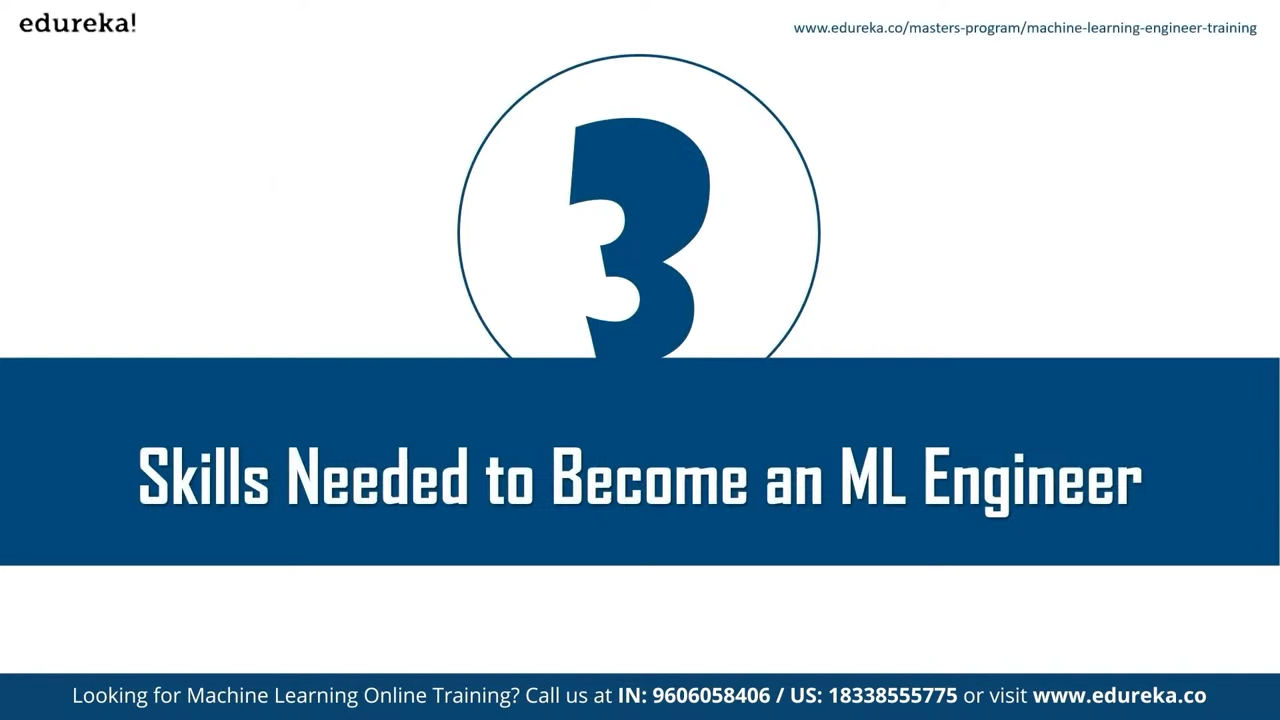 edureka!
www.edureka.co/masters-program/machine-learning-engineer-training
3
Skills Needed to Become an ML Engineer
Looking for Machine Learning Online Training? Call us at IN: 9606058406 / US: 18338555775 or visit www.edureka.co